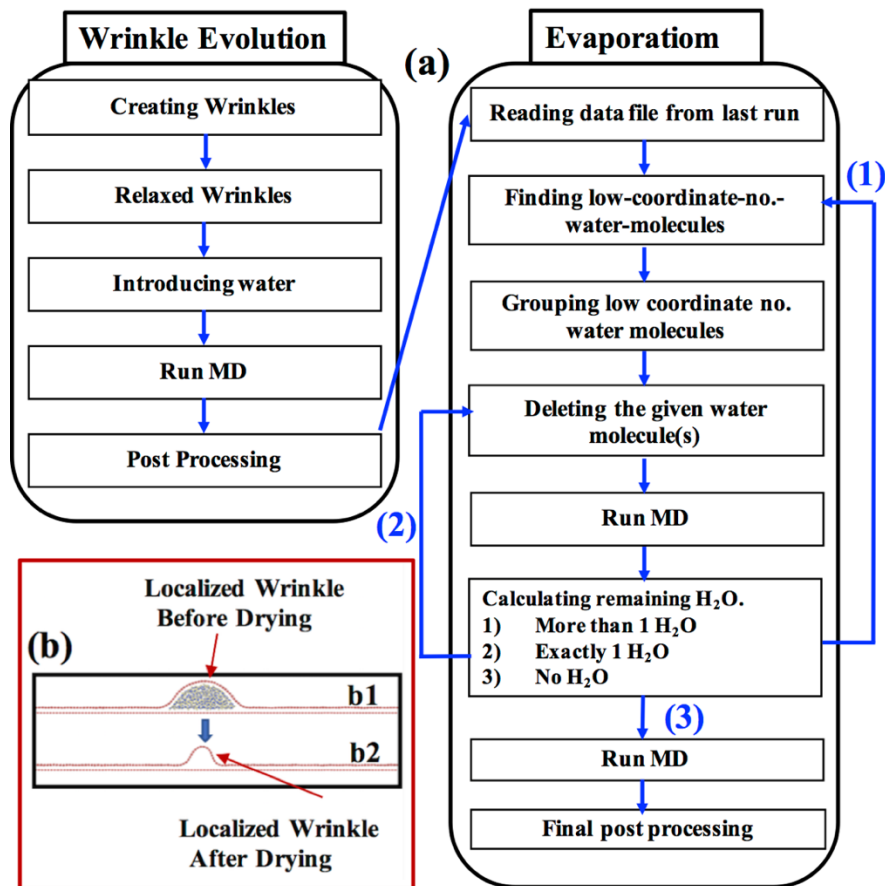 Wrinkle Evolution
(a)
Creating Wrinkles
Relaxed Wrinkles
Introducing water
Run MD
Post Processing
Evaporatiom
Reading data file from last run
(1)
Finding low-coordinate-no.-
water-molecules
Grouping low coordinate no.
water molecules
Deleting the given water
molecule(s)
(2)
Run MD
Calculating remaining H₂O.
1) More than 1 H₂O
2) Exactly 1 H₂O
3) No H₂O
(3)
Run MD
Final post processing
(b)
Localized Wrinkle
Before Drying
b1
b2
Localized Wrinkle
After Drying